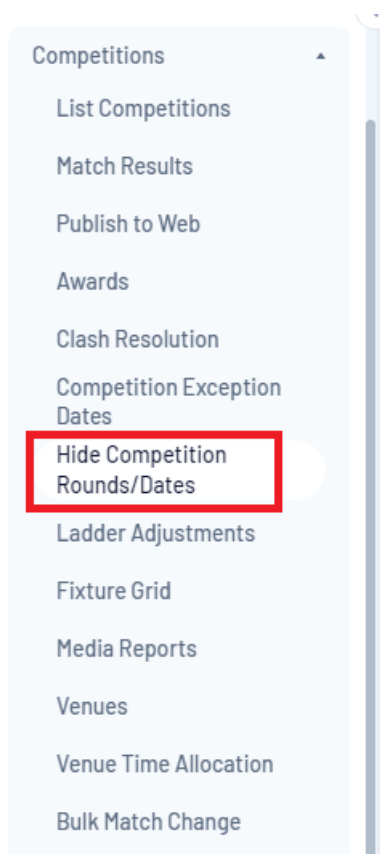 Competitions
List Competitions
Match Results
Publish to Web
Awards
Clash Resolution
Competition Exception
Dates
Hide Competition
Rounds/Dates
Ladder Adjustments
Fixture Grid
Media Reports
Venues
Venue Time Allocation
Bulk Match Change